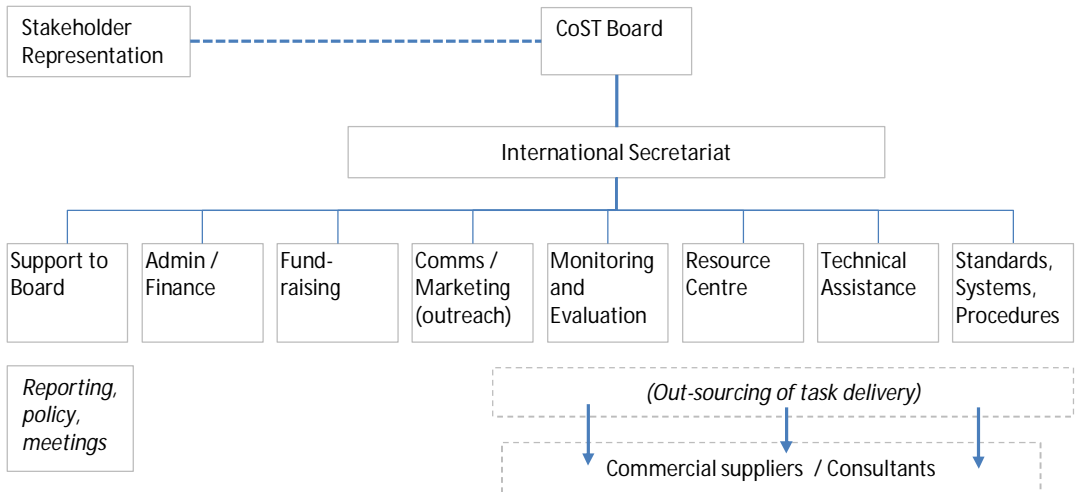 Stakeholder
Representation
CoST Board
International Secretariat
Support to
Board
Admin /
Finance
Fund-
raising
Comms /
Marketing
(outreach)
Monitoring
and
Evaluation
Resource
Centre
Technical
Assistance
Standards,
Systems,
Procedures
Reporting,
policy,
meetings
(Out-sourcing of task delivery)
Commercial suppliers / Consultants